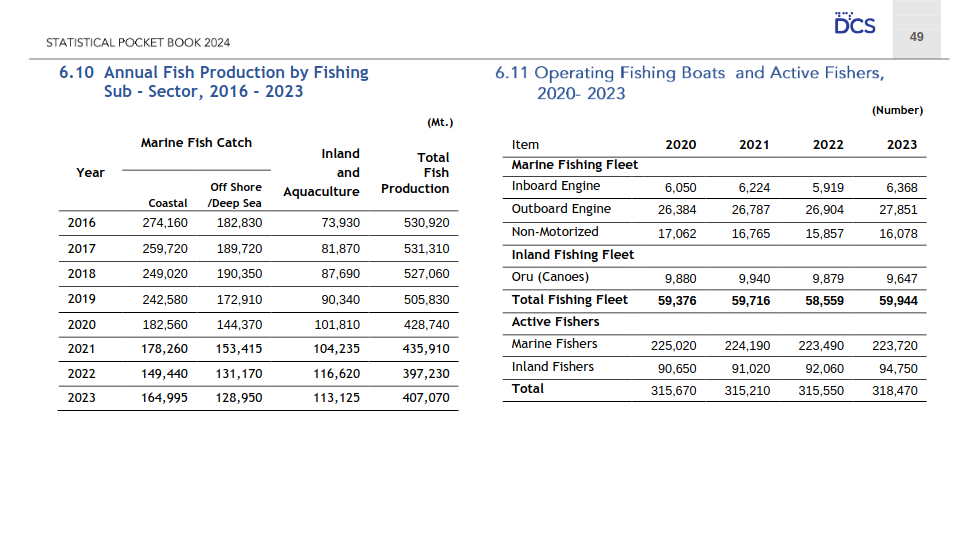 DCS
49
STATISTICAL POCKET BOOK 2024
6.10 Annual Fish Production by Fishing
Sub - Sector, 2016 - 2023
(Mt.)
Marine Fish Catch
Year
Coastal
Off Shore
/Deep Sea
Inland
and
Aquaculture
Total
Fish
Production
2016 274,160 182,830 73,930 530,920
2017 259,720 189,720 81,870 531,310
2018 249,020 190,350 87,690 527,060
2019 242,580 172,910 90,340 505,830
2020 182,560 144,370 101,810 428,740
2021 178,260 153,415 104,235 435,910
2022 149,440 131,170 116,620 397,230
2023 164,995 128,950 113,125 407,070
6.11 Operating Fishing Boats and Active Fishers,
2020- 2023
(Number)
Item 2020 2021 2022 2023
Marine Fishing Fleet
Inboard Engine 6,050 6,224 5,919 6,368
Outboard Engine 26,384 26,787 26,904 27,851
Non-Motorized 17,062 16,765 15,857 16,078
Inland Fishing Fleet
Oru (Canoes) 9,880 9,940 9,879 9,647
Total Fishing Fleet 59,376 59,716 58,559 59,944
Active Fishers
Marine Fishers 225,020 224,190 223,490 223,720
Inland Fishers 90,650 91,020 92,060 94,750
Total 315,670 315,210 315,550 318,470